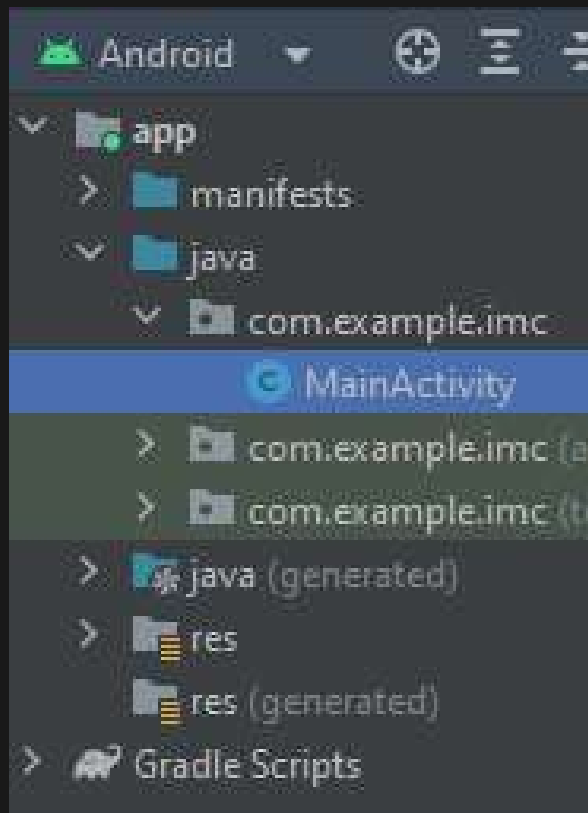 Android
app
manifests
java
com.example.imc
MainActivity
com.example.imc
com.example.imc
java (generated)
res
res (generated)
Gradle Scripts